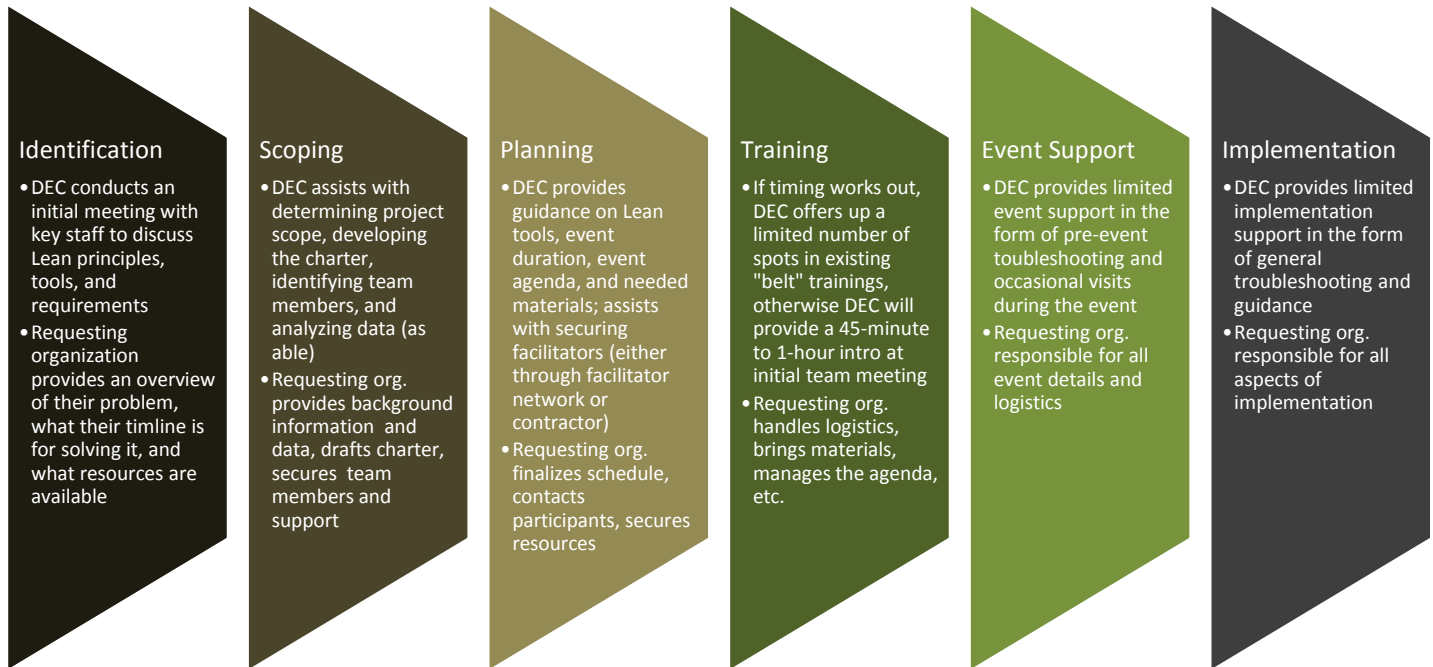 Identification
•DEC conducts an
initial meeting with
key staff to discuss
Lean principles,
tools, and
requirements
•Requesting
organization
provides an overview
of their problem,
what their timline is
for solving it, and
what resources are
available
Scoping
•DEC assists with
determining project
scope, developing
the charter,
identifying team
members, and
analyzing data (as
able)
•Requesting org.
provides background
information and
data, drafts charter,
secures team
members and
support
Planning
•DEC provides
guidance on Lean
tools, event
duration, event
agenda, and needed
materials; assists
with securing
facilitators (either
through facilitator
network or
contractor)
•Requesting org.
finalizes schedule,
contacts
participants, secures
resources
Training
•If timing works out,
DEC offers up a
limited number of
spots in existing
"belt" trainings,
otherwise DEC will
provide a 45-minute
to 1-hour intro at
initial team meeting
•Requesting org.
handles logistics,
brings materials,
manages the agenda,
etc.
Event Support
•DEC provides limited
event support in the
form of pre-event
toubleshooting and
occasional visits
during the event
•Requesting org.
responsible for all
event details and
logistics
Implementation
•DEC provides limited
implementation
support in the form
of general
troubleshooting and
guidance
•Requesting org.
responsible for all
aspects of
implementation